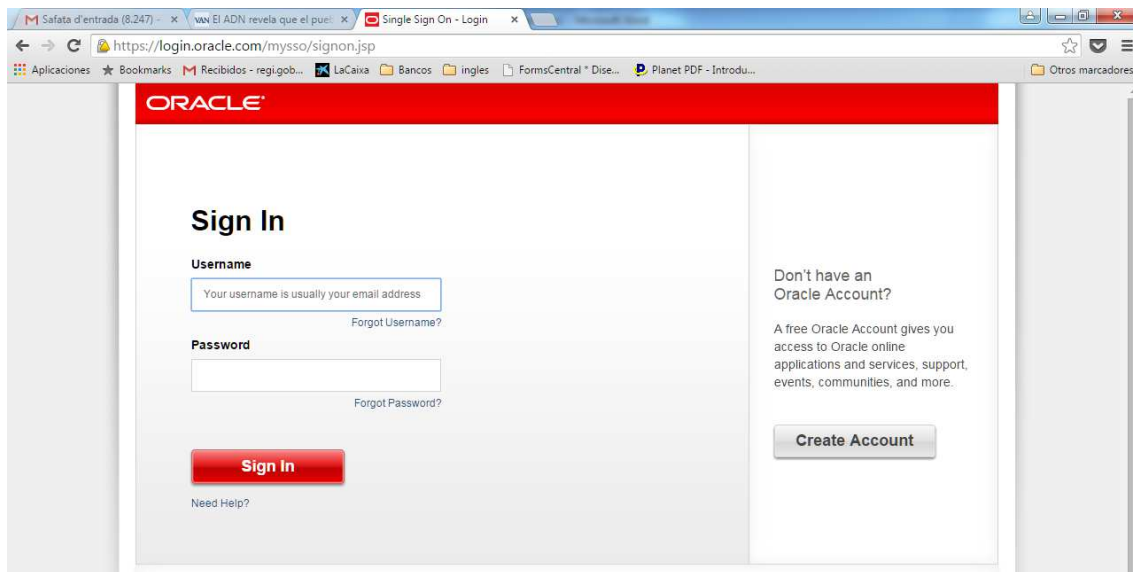 Safata d'entrada (8.247) -
VAN El ADN revela que el puel
Single Sign On - Login
https://login.oracle.com/mysso/signon.jsp
Aplicaciones Bookmarks Recibidos - regi.gob... LaCaixa Bancos ingles FormsCentral * Dise... Planet PDF - Introdu... Otros marcadores
ORACLE
Sign In
Username
Your username is usually your email address
Forgot Username?
Password
Forgot Password?
Sign In
Need Help?
Don't have an
Oracle Account?
A free Oracle Account gives you
access to Oracle online
applications and services, support,
events, communities, and more.
Create Account